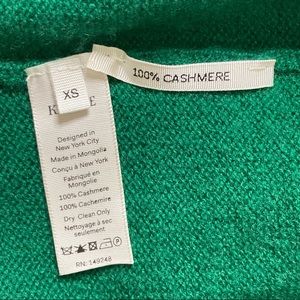 100% CASHMERE
XS
Designed in
New York City
Made in Mongolia
Conçu à New York
Fabriqué en
Mongolie
100% Cashmere
100% Cachemire
Dry Clean Only
Nettoyage à sec
seulement
RN: 149248